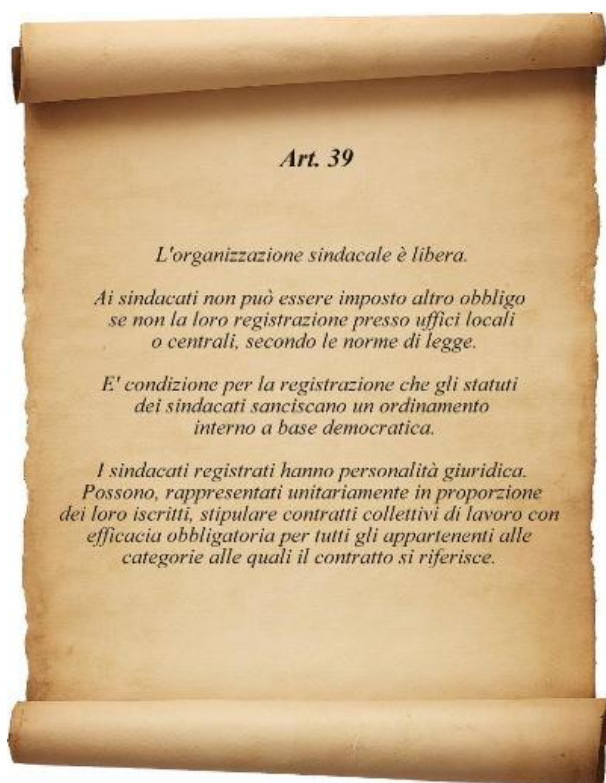 Art. 39
L'organizzazione sindacale è libera.
Ai sindacati non può essere imposto altro obbligo
se non la loro registrazione presso uffici locali
o centrali, secondo le norme di legge.
E' condizione per la registrazione che gli statuti
dei sindacati sanciscano un ordinamento
interno a base democratica.
I sindacati registrati hanno personalità giuridica.
Possono, rappresentati unitariamente in proporzione
dei loro iscritti, stipulare contratti collettivi di lavoro con
efficacia obbligatoria per tutti gli appartenenti alle
categorie alle quali il contratto si riferisce.